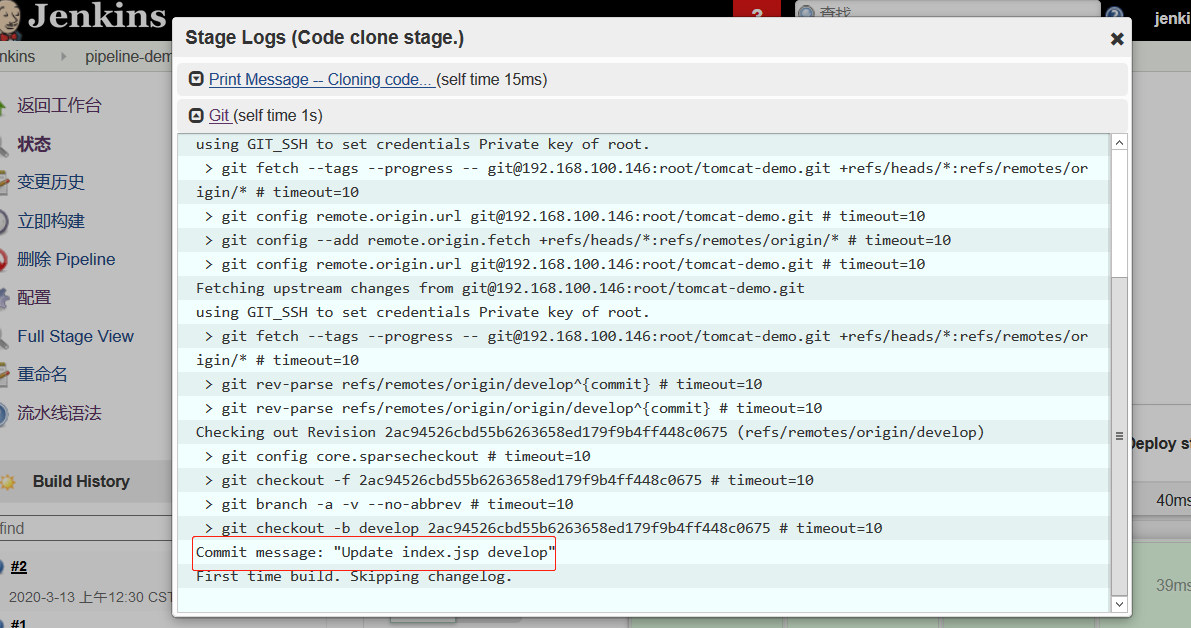 Jenkins
3
查找
?
jenki
nkins
pipeline-dem
返回工作台
状态
变更历史
立即构建
删除 Pipeline
配置
Full Stage View
重命名
流水线语法
Build History
find
#2
2020-3-13 上午12:30 CST
#1
Stage Logs (Code clone stage.)
Print Message -- Cloning code... (self time 15ms)
Git (self time 1s)
using GIT_SSH to set credentials Private key of root.
> git fetch --tags --progress -- git@192.168.100.146:root/tomcat-demo.git +refs/heads/*:refs/remotes/or
igin/* # timeout=10
> git config remote.origin.url git@192.168.100.146:root/tomcat-demo.git # timeout=10
> git config --add remote.origin.fetch +refs/heads/*:refs/remotes/origin/* # timeout=10
> git config remote.origin.url git@192.168.100.146:root/tomcat-demo.git # timeout=10
Fetching upstream changes from git@192.168.100.146:root/tomcat-demo.git
using GIT_SSH to set credentials Private key of root.
> git fetch --tags --progress -- git@192.168.100.146:root/tomcat-demo.git +refs/heads/*:refs/remotes/or
igin/* # timeout=10
> git rev-parse refs/remotes/origin/develop^{commit} # timeout=10
> git rev-parse refs/remotes/origin/origin/develop^{commit} # timeout=10
Checking out Revision 2ac94526cbd55b6263658ed179f9b4ff448c0675 (refs/remotes/origin/develop)
> git config core.sparsecheckout # timeout=10
> git checkout -f 2ac94526cbd55b6263658ed179f9b4ff448c0675 # timeout=10
> git branch -a -v --no-abbrev # timeout=10
> git checkout -b develop 2ac94526cbd55b6263658ed179f9b4ff448c0675 # timeout=10
Commit message: "Update index.jsp develop"
First time build. Skipping changelog.
Deploy st
40ms
39ms